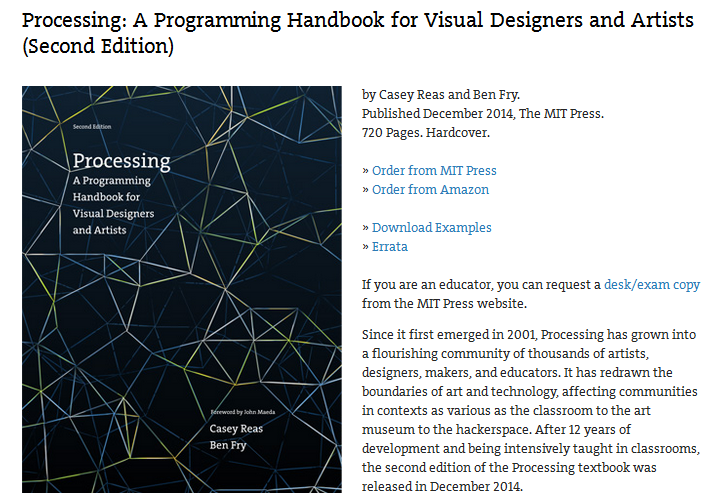 Processing: A Programming Handbook for Visual Designers and Artists
(Second Edition)
Second Edition
Processing
A Programming
Handbook for
Visual Designers
and Artists
Foreword by John Maeda
Casey Reas
Ben Fry
by Casey Reas and Ben Fry.
Published December 2014, The MIT Press.
720 Pages. Hardcover.
» Order from MIT Press
» Order from Amazon
» Download Examples
» Errata
If you are an educator, you can request a desk/exam copy
from the MIT Press website.
Since it first emerged in 2001, Processing has grown into
a flourishing community of thousands of artists,
designers, makers, and educators. It has redrawn the
boundaries of art and technology, affecting communities
in contexts as various as the classroom to the art
museum to the hackerspace. After 12 years of
development and being intensively taught in classrooms,
the second edition of the Processing textbook was
released in December 2014.